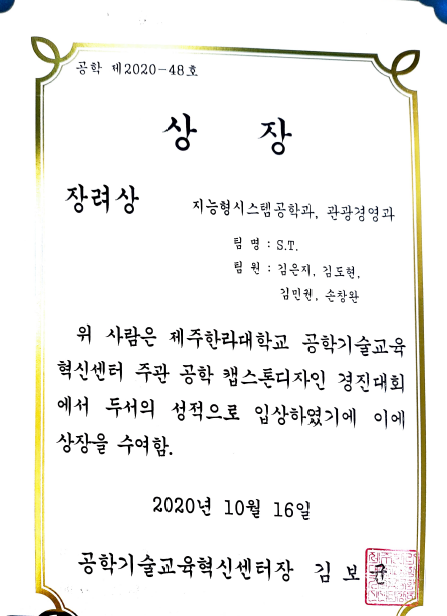 공학 제2020-48호
상 장
장려상
지능형시스템공학과, 관광경영과
팀 명 : S.T.
팀 원 : 김은지, 김도현,
김민권, 손창완
위 사람은 제주한라대학교 공학기술교육
혁신센터 주관 공학 캡스톤디자인 경진대회
에서 두서의 성적으로 입상하였기에 이에
상장을 수여함.
2020년 10월 16일
공학기술교육혁신센터장 김 보 균